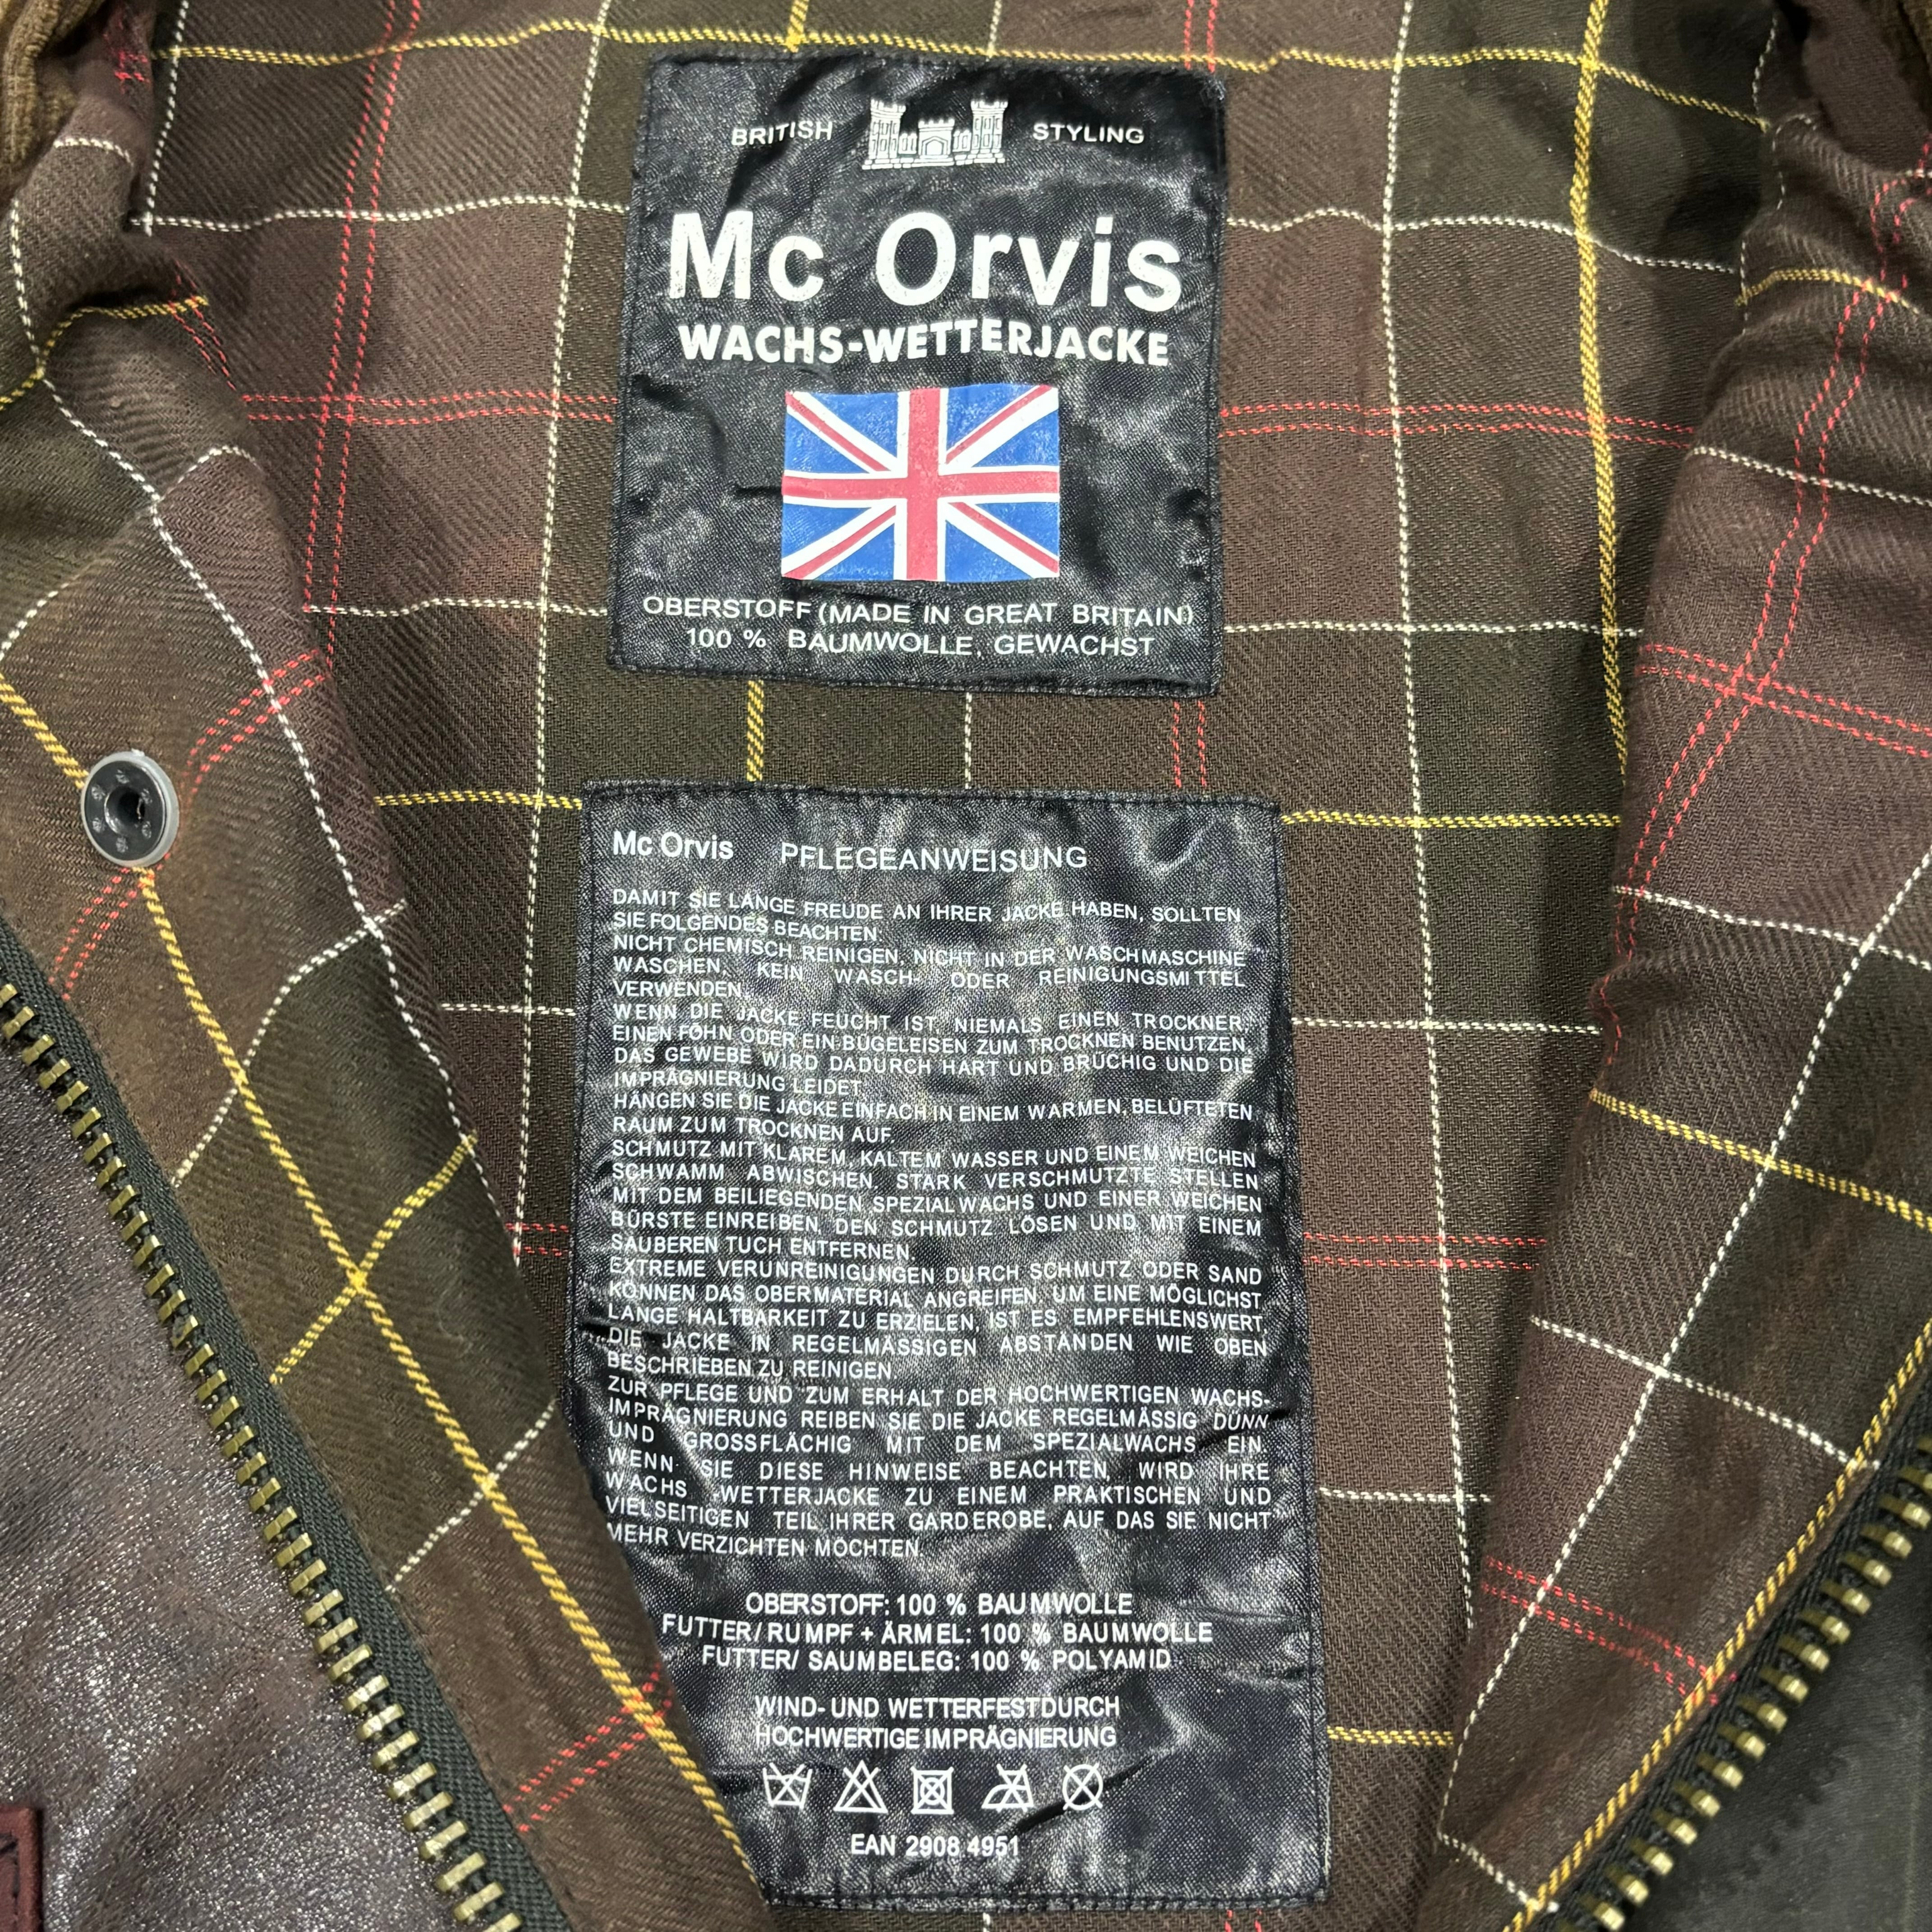 BRITISH STYLING
Mc Orvis
WACHS-WETTERJACKE
OBERSTOFF (MADE IN GREAT BRITAIN)
100 % BAUMWOLLE, GEWACHST
Mc Orvis PFLEGEANWEISUNG
DAMIT SIE LANGE FREUDE AN IHRER JACKE HABEN, SOLLTEN
SIE FOLGENDES BEACHTEN:
NICHT CHEMISCH REINIGEN, NICHT IN DER WASCHMASCHINE
WASCHEN, KEIN WASCH- ODER REINIGUNGSMITTEL
VERWENDEN.
WENN DIE JACKE FEUCHT IST, NIEMALS EINEN TROCKNER,
EINEN FÖHN ODER EIN BÜGELEISEN ZUM TROCKNEN BENUTZEN,
DAS GEWEBE WIRD DADURCH HART UND BRÜCHIG UND DIE
IMPRÄGNIERUNG LEIDET.
HÄNGEN SIE DIE JACKE EINFACH IN EINEM WARMEN, BELÜFTETEN
RAUM ZUM TROCKNEN AUF.
SCHMUTZ MIT KLAREM, KALTEM WASSER UND EINEM WEICHEN
SCHWAMM ABWISCHEN, STARK VERSCHMUTZTE STELLEN
MIT DEM BEILIEGENDEN SPEZIALWACHS UND EINER WEICHEN
BÜRSTE EINREIBEN, DEN SCHMUTZ LÖSEN UND MIT EINEM
SAUBEREN TUCH ENTFERNEN.
EXTREME VERUNREINIGUNGEN DURCH SCHMUTZ ODER SAND
KÖNNEN DAS OBERMATERIAL ANGREIFEN. UM EINE MÖGLICHST
LANGE HALTBARKEIT ZU ERZIELEN, IST ES EMPFEHLENSWERT,
DIE JACKE IN REGELMÄSSIGEN ABSTÄNDEN WIE OBEN
BESCHRIEBEN ZU REINIGEN.
ZUR PFLEGE UND ZUM ERHALT DER HOCHWERTIGEN WACHS-
IMPRÄGNIERUNG REIBEN SIE DIE JACKE REGELMÄSSIG DÜNN
UND GROSSFLÄCHIG MIT DEM SPEZIALWACHS EIN.
WENN SIE DIESE HINWEISE BEACHTEN, WIRD IHRE
WACHS WETTERJACKE ZU EINEM PRAKTISCHEN UND
VIELSEITIGEN TEIL IHRER GARDEROBE, AUF DAS SIE NICHT
MEHR VERZICHTEN MÖCHTEN.
OBERSTOFF: 100 % BAUMWOLLE
FUTTER/RUMPF + ÄRMEL: 100 % BAUMWOLLE
FUTTER/ SAUMBELEG: 100 % POLYAMID
WIND- UND WETTERFEST DURCH
HOCHWERTIGE IMPRÄGNIERUNG
EAN 2908 4951